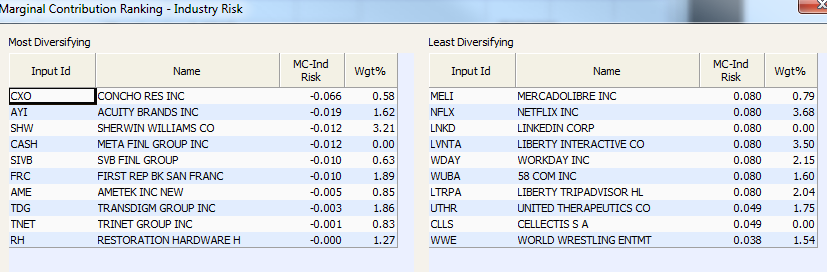 Marginal Contribution Ranking - Industry Risk
Most Diversifying
Input Id Name MC-Ind Risk Wgt%
CXO CONCHO RES INC -0.066 0.58
AYI ACUITY BRANDS INC -0.019 1.62
SHW SHERWIN WILLIAMS CO -0.012 3.21
CASH META FINL GROUP INC -0.012 0.00
SIVB SVB FINL GROUP -0.010 0.63
FRC FIRST REP BK SAN FRANC -0.010 1.89
AME AMETEK INC NEW -0.005 0.85
TDG TRANSDIGM GROUP INC -0.003 1.86
TNET TRINET GROUP INC -0.001 0.83
RH RESTORATION HARDWARE H -0.000 1.27
Least Diversifying
Input Id Name MC-Ind Risk Wgt%
MELI MERCADOLIBRE INC 0.080 0.79
NFLX NETFLIX INC 0.080 3.68
LNKD LINKEDIN CORP 0.080 0.00
LVNTA LIBERTY INTERACTIVE CO 0.080 3.50
WDAY WORKDAY INC 0.080 2.15
WUBA 58 COM INC 0.080 1.60
LTRPA LIBERTY TRIPADVISOR HL 0.080 2.04
UTHR UNITED THERAPEUTICS CO 0.049 1.75
CLLS CELLECTIS S A 0.049 0.00
WWE WORLD WRESTLING ENTMT 0.038 1.54